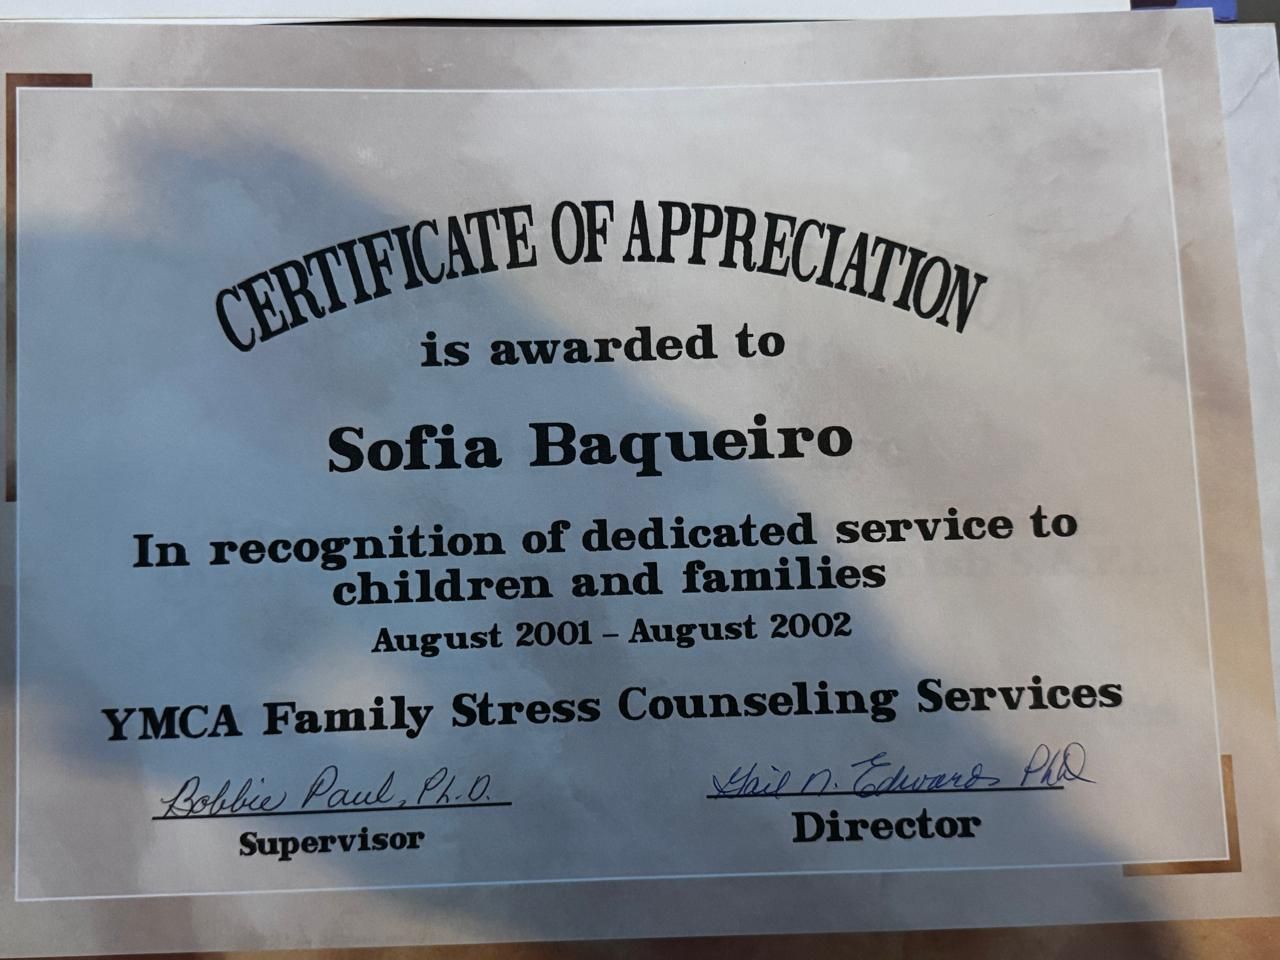 CERTIFICATE OF APPRECIATION
is awarded to
Sofia Baqueiro
In recognition of dedicated service to
children and families
August 2001 – August 2002
YMCA Family Stress Counseling Services
Bobbie Paul, Ph.D.
Gail N. Edwards PhD
Supervisor
Director